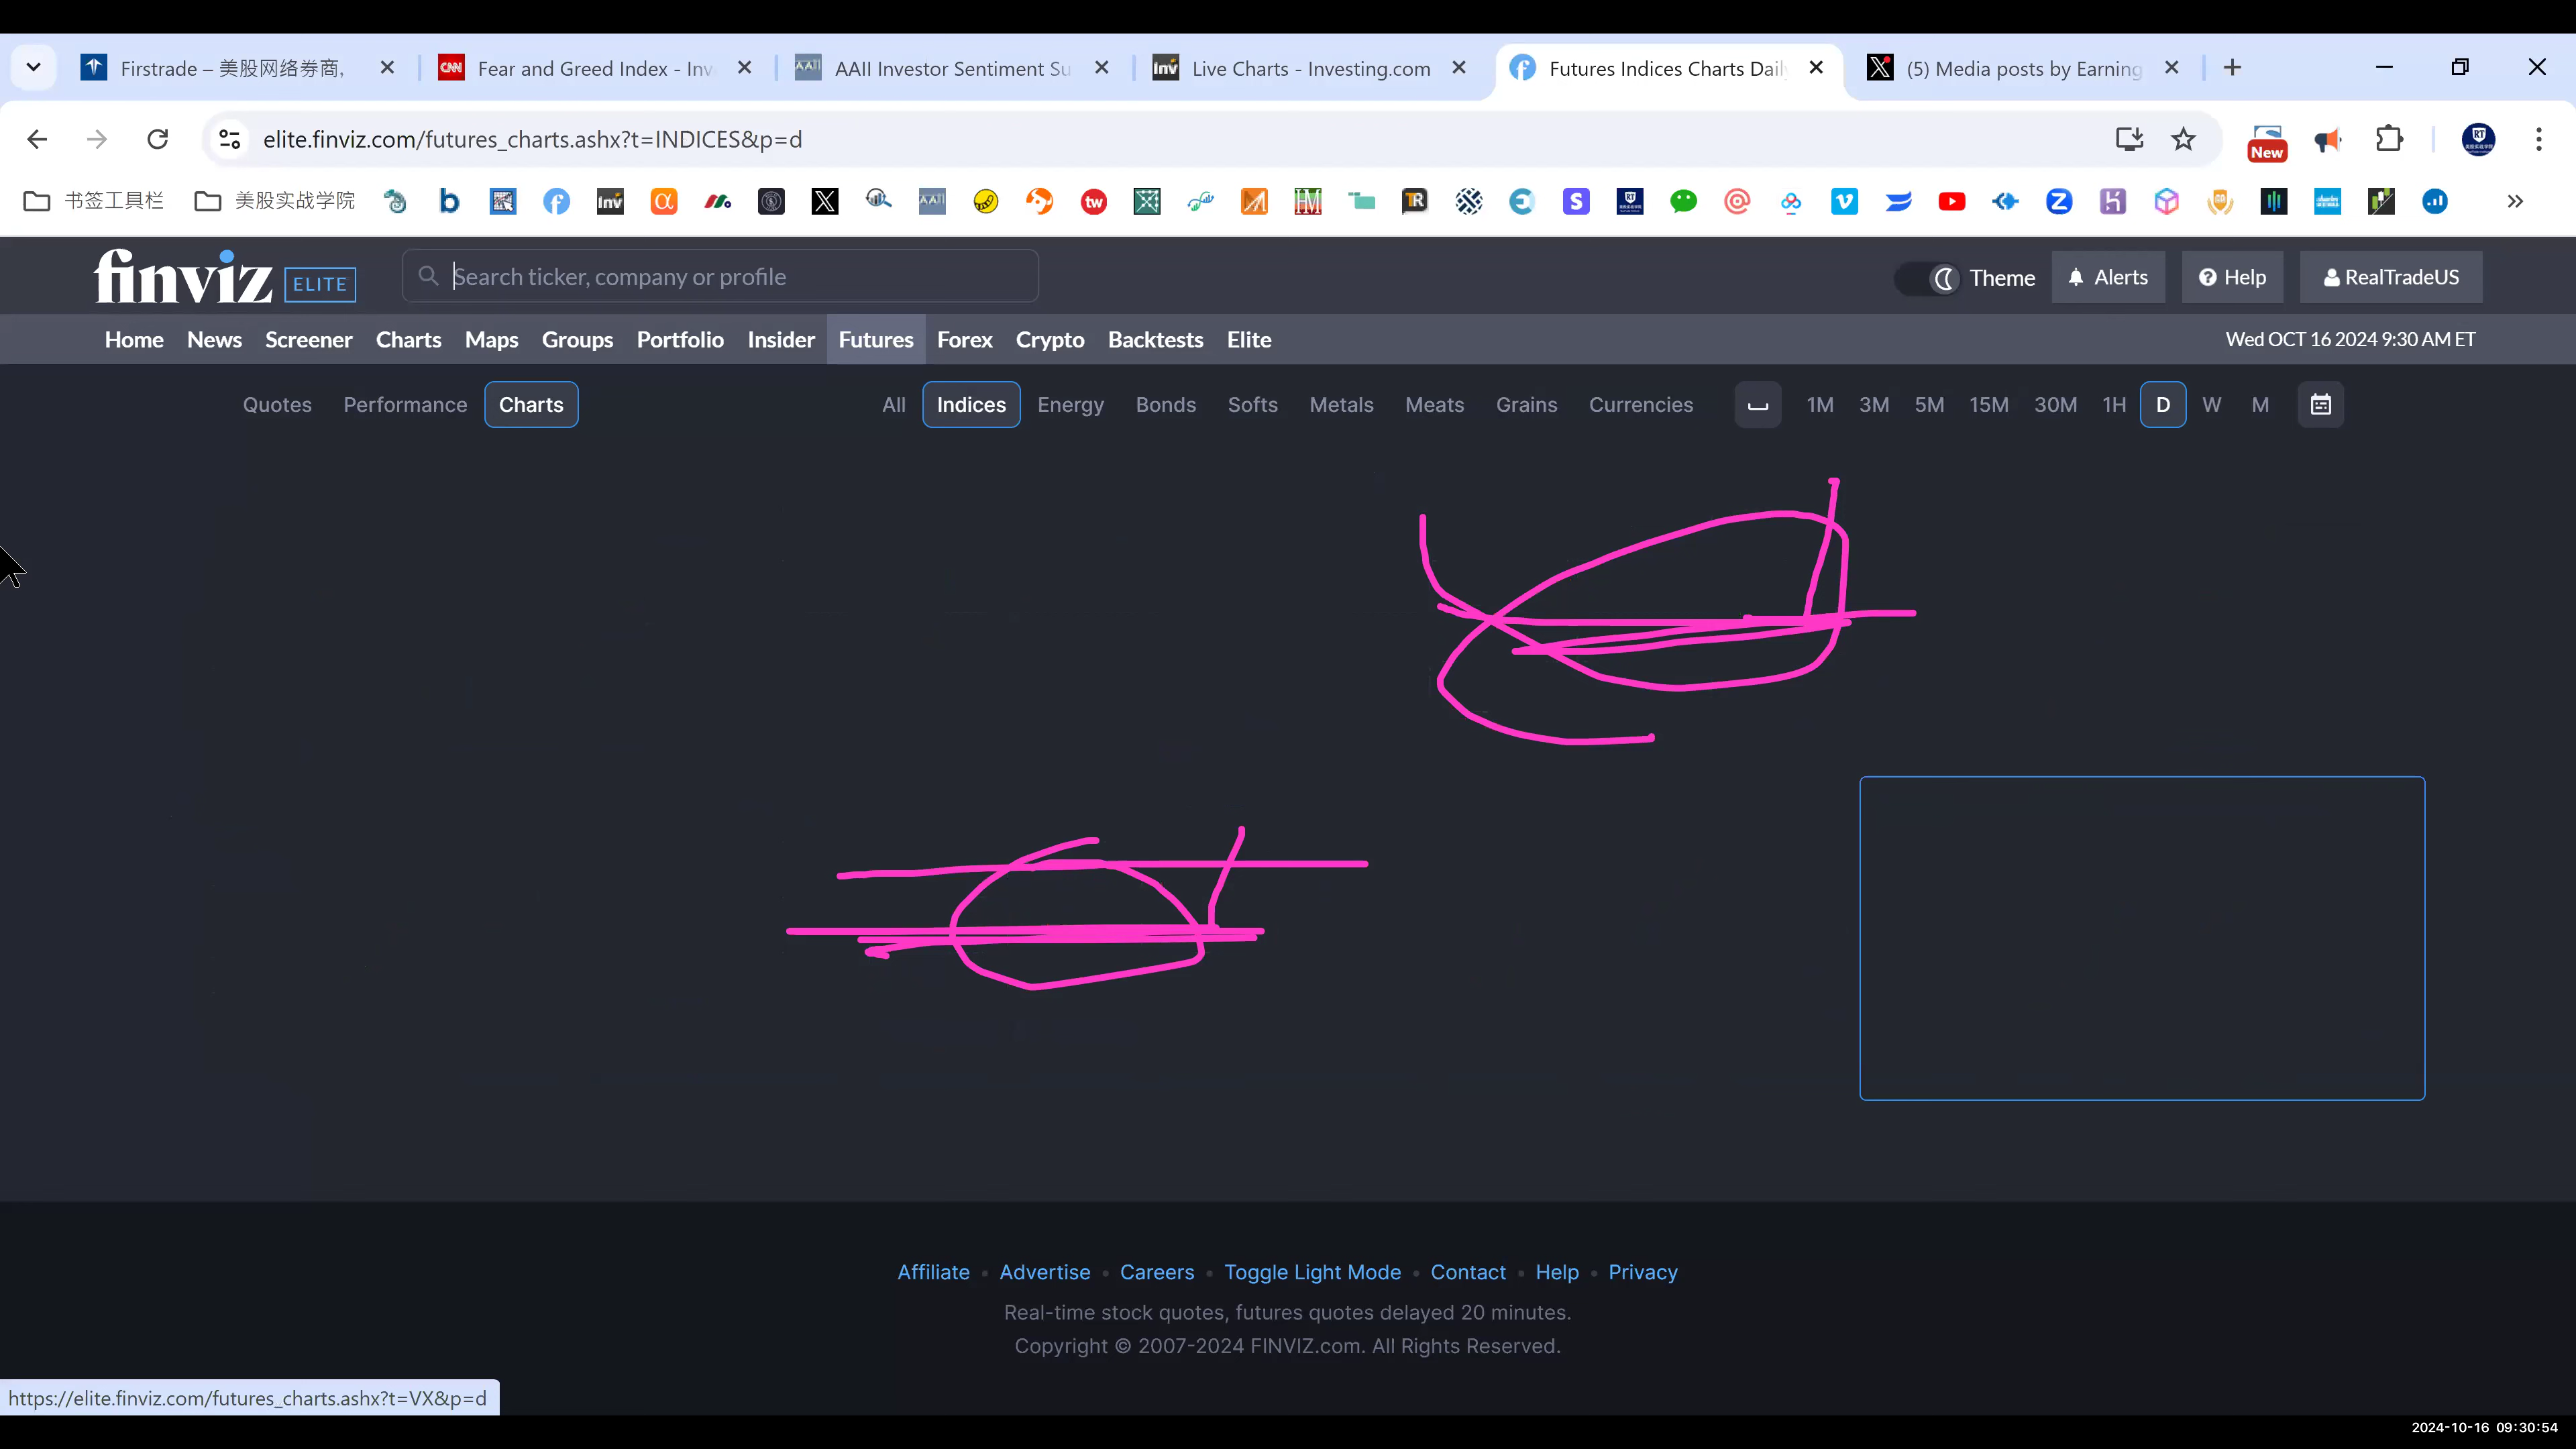 Firstrade – 美股网络券商,
CNN Fear and Greed Index - Inv
AAII AAII Investor Sentiment Su
Inv Live Charts - Investing.com
Futures Indices Charts Dail
(5) Media posts by Earning
elite.finviz.com/futures_charts.ashx?t=INDICES&p=d
New
书签工具栏 美股实战学院
finviz ELITE Search ticker, company or profile Theme Alerts Help RealTradeUS
Home News Screener Charts Maps Groups Portfolio Insider Futures Forex Crypto Backtests Elite Wed OCT 16 2024 9:30 AM ET
Quotes Performance Charts All Indices Energy Bonds Softs Metals Meats Grains Currencies 1M 3M 5M 15M 30M 1H D W M
Affiliate • Advertise • Careers • Toggle Light Mode • Contact • Help • Privacy
Real-time stock quotes, futures quotes delayed 20 minutes.
Copyright © 2007-2024 FINVIZ.com. All Rights Reserved.
https://elite.finviz.com/futures_charts.ashx?t=VX&p=d
2024-10-16 09:30:54